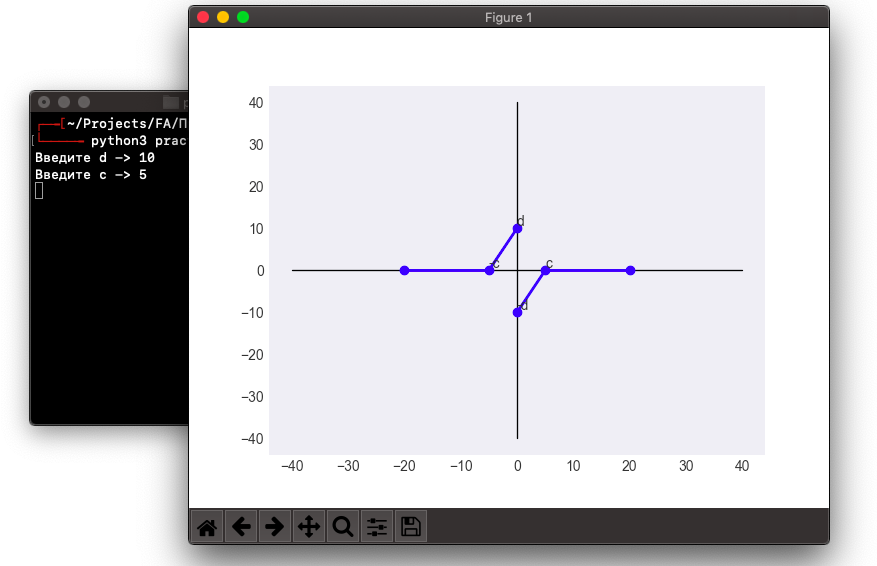 Figure 1
~/Projects/FA/П
python3 prac
Введите d -> 10
Введите c -> 5
40
30
20
10
0
−10
−20
−30
−40
d
-c
c
-d
−40 −30 −20 −10 0 10 20 30 40